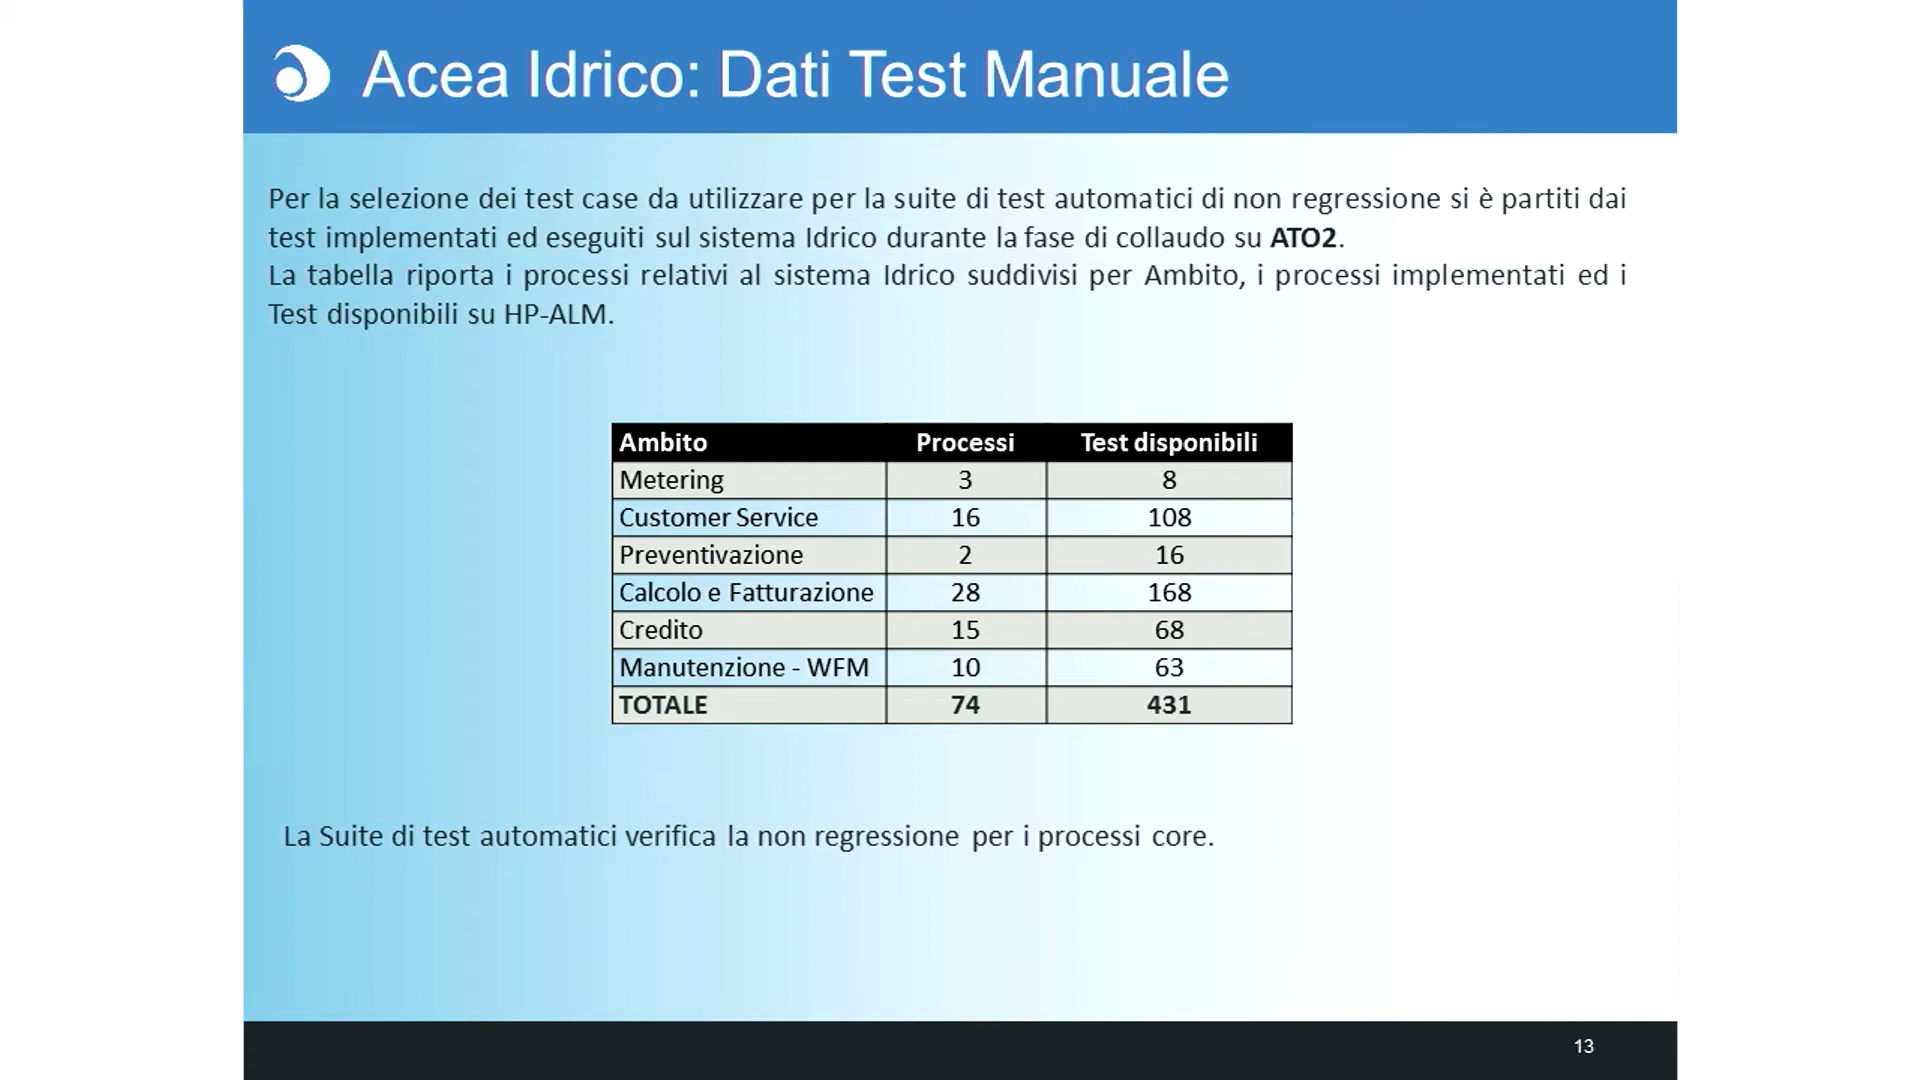 Acea Idrico: Dati Test Manuale
Per la selezione dei test case da utilizzare per la suite di test automatici di non regressione si è partiti dai
test implementati ed eseguiti sul sistema Idrico durante la fase di collaudo su ATO2.
La tabella riporta i processi relativi al sistema Idrico suddivisi per Ambito, i processi implementati ed i
Test disponibili su HP-ALM.
Ambito Processi Test disponibili
Metering 3 8
Customer Service 16 108
Preventivazione 2 16
Calcolo e Fatturazione 28 168
Credito 15 68
Manutenzione - WFM 10 63
TOTALE 74 431
La Suite di test automatici verifica la non regressione per i processi core.
13